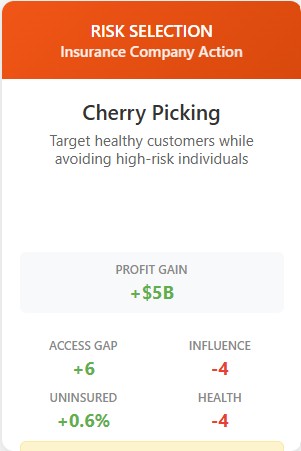 RISK SELECTION
Insurance Company Action
Cherry Picking
Target healthy customers while
avoiding high-risk individuals
PROFIT GAIN
+$5B
ACCESS GAP
+6
INFLUENCE
-4
UNINSURED
+0.6%
HEALTH
-4